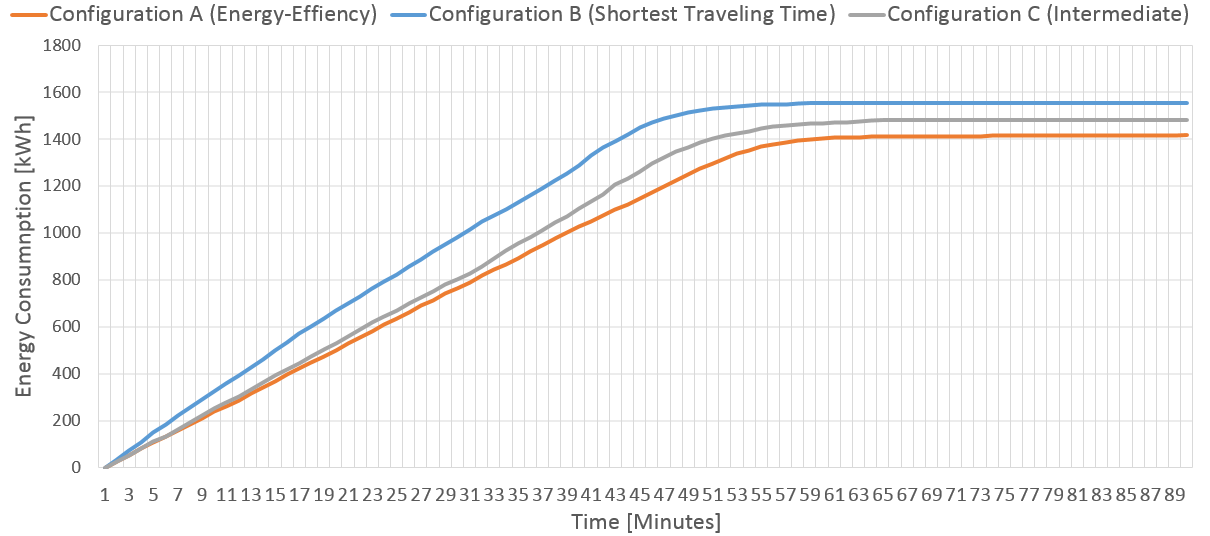 Configuration A (Energy-Effiency) Configuration B (Shortest Traveling Time) Configuration C (Intermediate)
1800
1600
1400
1200
1000
800
600
400
200
0
Energy Consumnption [kWh]
1 3 5 7 9 11 13 15 17 19 21 23 25 27 29 31 33 35 37 39 41 43 45 47 49 51 53 55 57 59 61 63 65 67 69 71 73 75 77 79 81 83 85 87 89
Time [Minutes]